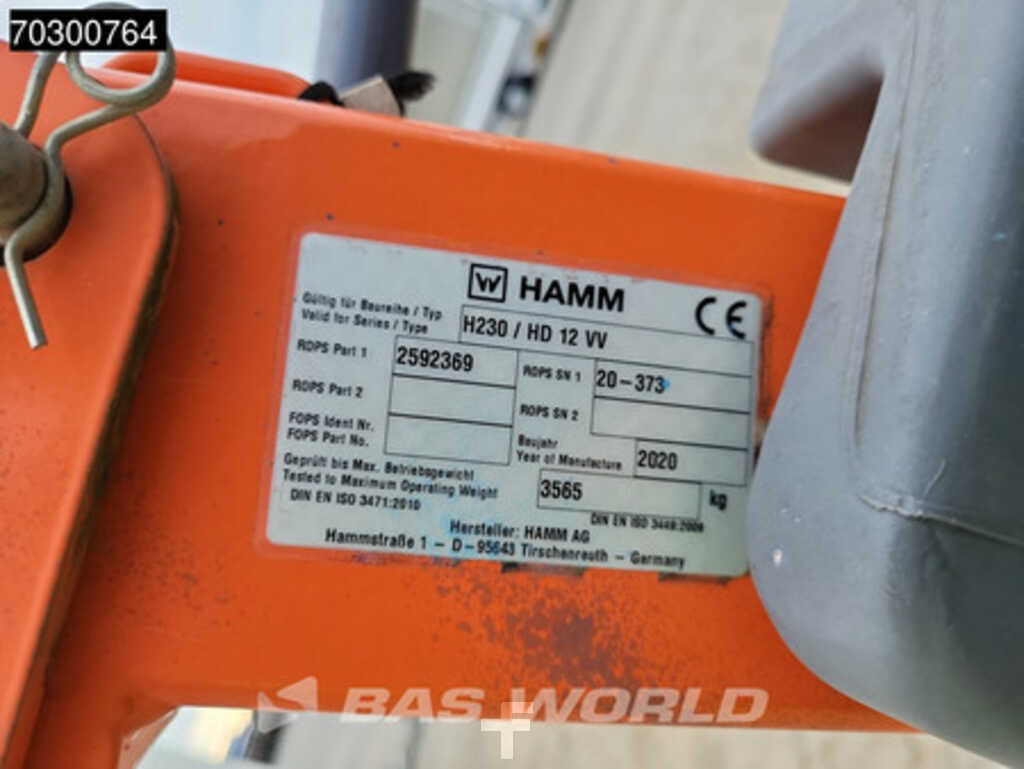 70300764
HAMM
CE
Gültig für Baureihe / Typ
Valid for Series / Type
H230 / HD 12 VV
ROPS Part 1
2592369
ROPS SN 1
20-373
ROPS Part 2
ROPS SN 2
FOPS Ident Nr.
FOPS Part No.
Baujahr
Year of Manufacture
2020
Geprüft bis Max. Betriebsgewicht
Tested to Maximum Operating Weight
3565
kg
DIN EN ISO 3471:2010
DIN EN ISO 3449:2009
Hersteller: HAMM AG
Hammstraße 1 - D-95643 Tirschenreuth - Germany
BAS WORLD